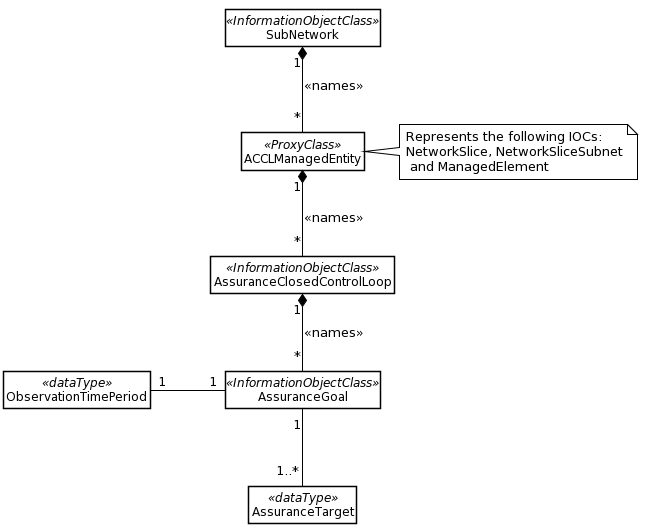 «InformationObjectClass»
SubNetwork
1
«names»
*
«ProxyClass»
ACCLManagedEntity
Represents the following IOCs:
NetworkSlice, NetworkSliceSubnet
and ManagedElement
1
«names»
*
«InformationObjectClass»
AssuranceClosedControlLoop
1
«names»
*
«dataType»
ObservationTimePeriod
1
1
«InformationObjectClass»
AssuranceGoal
1
1..*
«dataType»
AssuranceTarget